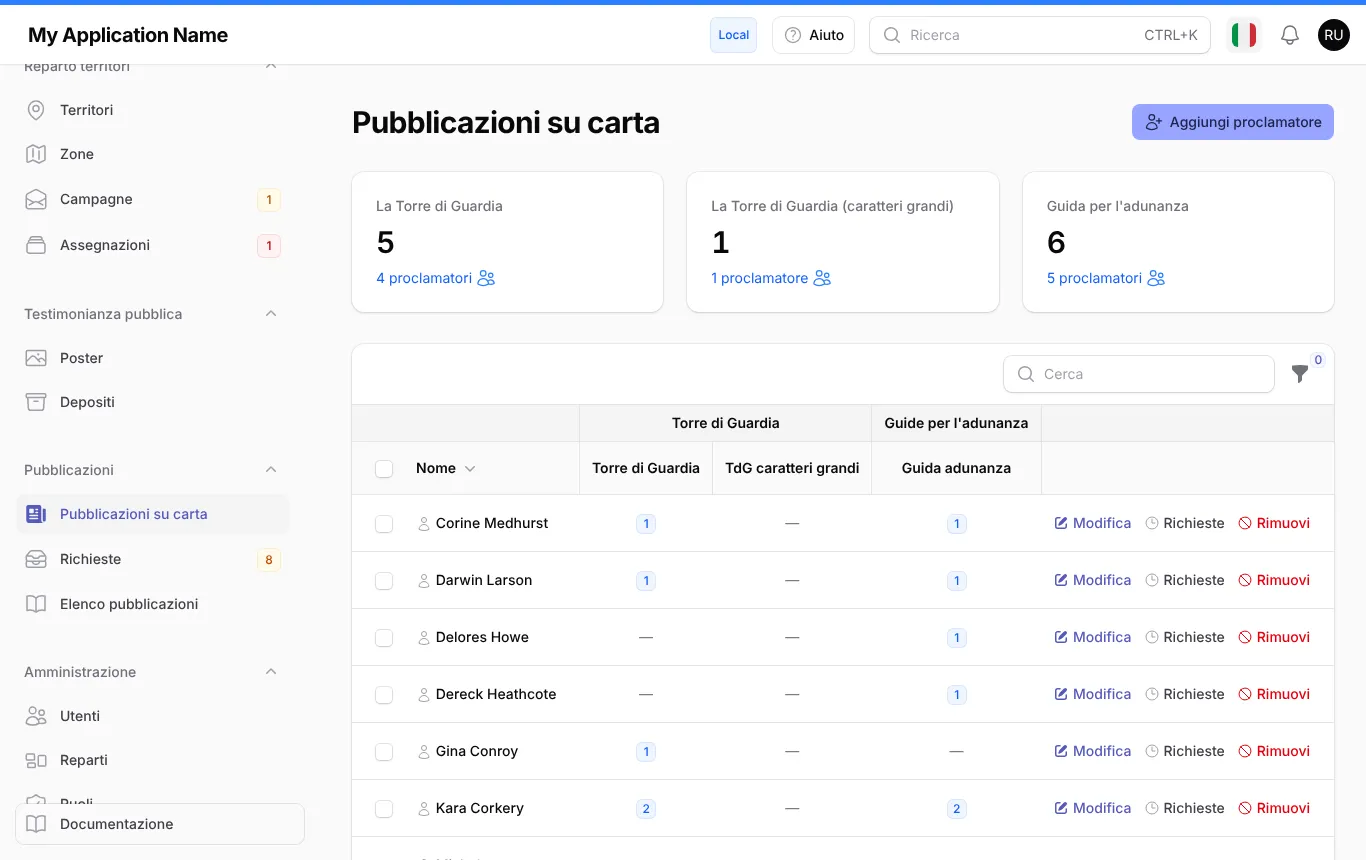 My Application Name
Local
Aiuto
Ricerca
CTRL+K
RU
Reparto territori
Territori
Zone
Campagne 1
Assegnazioni 1
Testimonianza pubblica
Poster
Depositi
Pubblicazioni
Pubblicazioni su carta
Richieste 8
Elenco pubblicazioni
Amministrazione
Utenti
Reparti
Ruoli
Documentazione
Pubblicazioni su carta
Aggiungi proclamatore
La Torre di Guardia
5
4 proclamatori
La Torre di Guardia (caratteri grandi)
1
1 proclamatore
Guida per l'adunanza
6
5 proclamatori
Cerca
0
Torre di Guardia Guide per l'adunanza
Nome Torre di Guardia TdG caratteri grandi Guida adunanza
Corine Medhurst 1 — 1 Modifica Richieste Rimuovi
Darwin Larson 1 — 1 Modifica Richieste Rimuovi
Delores Howe — — 1 Modifica Richieste Rimuovi
Dereck Heathcote — — 1 Modifica Richieste Rimuovi
Gina Conroy 1 — — Modifica Richieste Rimuovi
Kara Corkery 2 — 2 Modifica Richieste Rimuovi